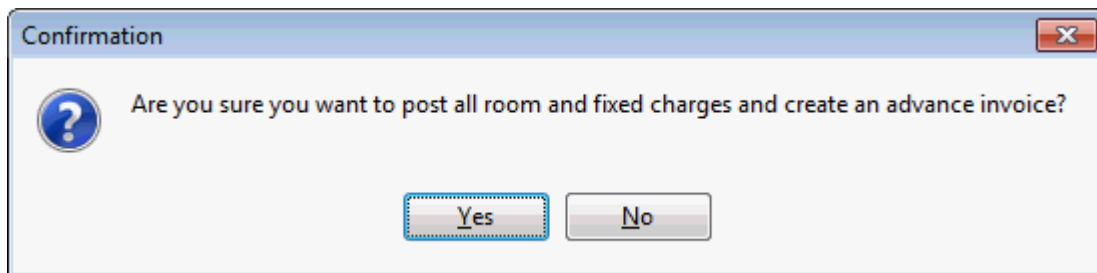 Confirmation
Are you sure you want to post all room and fixed charges and create an advance invoice?
Yes
No